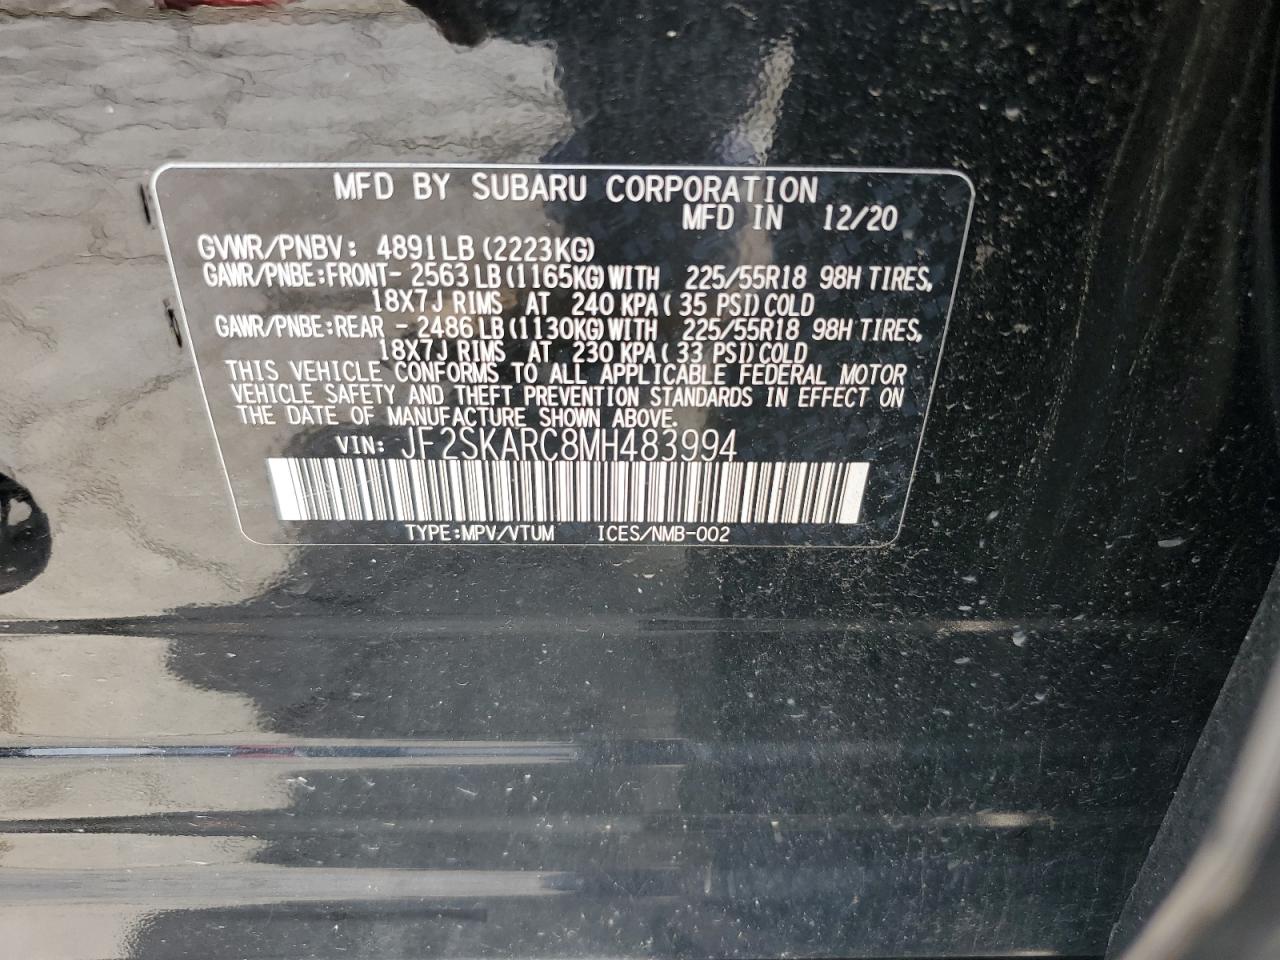 MFD BY SUBARU CORPORATION
MFD IN 12/20
GVWR/PNBV: 4891LB (2223KG)
GAWR/PNBE:FRONT- 2563LB(1165KG)WITH 225/55R18 98H TIRES,
18X7J RIMS AT 240 KPA(35 PSI)COLD
GAWR/PNBE:REAR - 2486LB(1130KG)WITH 225/55R18 98H TIRES,
18X7J RIMS AT 230 KPA(33 PSI)COLD
THIS VEHICLE CONFORMS TO ALL APPLICABLE FEDERAL MOTOR
VEHICLE SAFETY AND THEFT PREVENTION STANDARDS IN EFFECT ON
THE DATE OF MANUFACTURE SHOWN ABOVE.
VIN: JF2SKARC8MH483994
TYPE:MPV/VTUM ICES/NMB-002